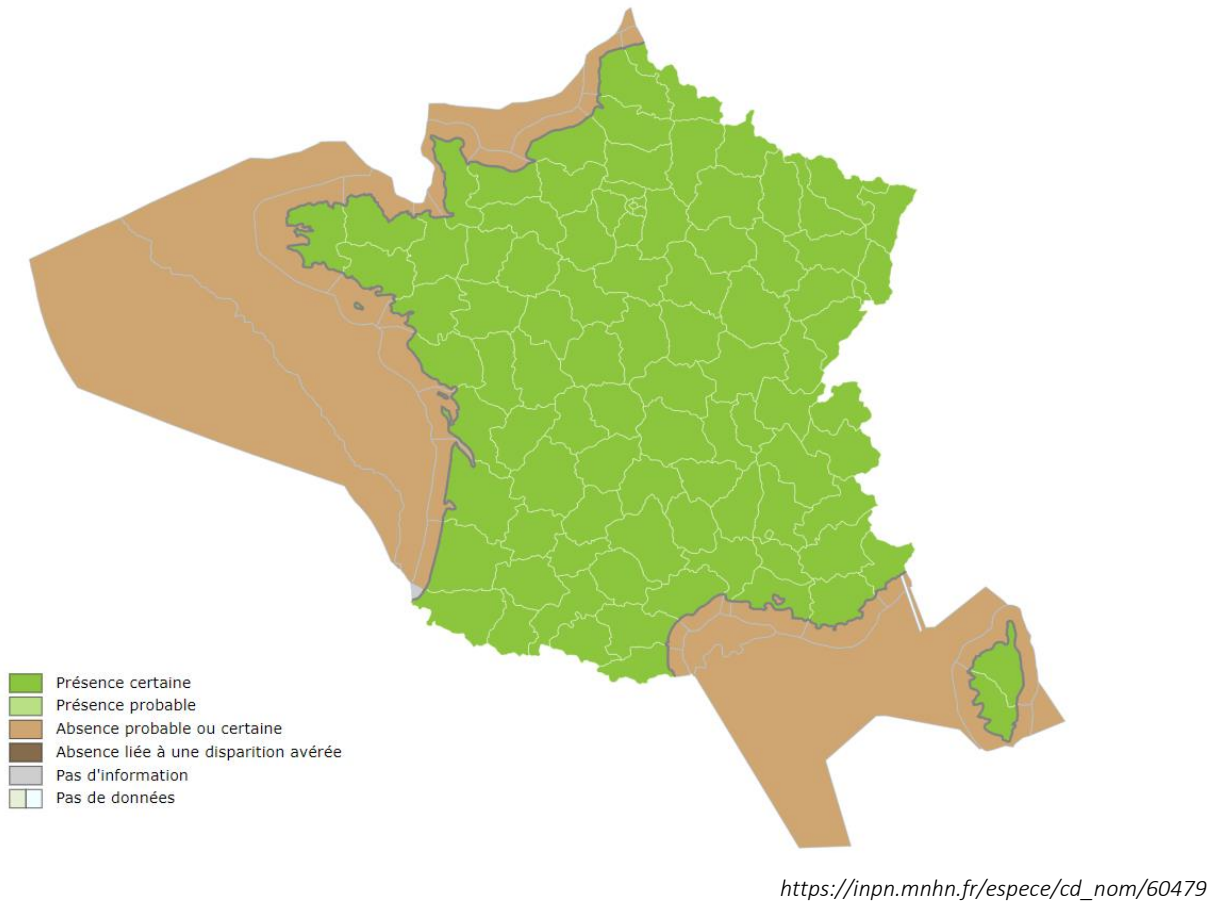 Présence certaine
Présence probable
Absence probable ou certaine
Absence liée à une disparition avérée
Pas d'information
Pas de données
https://inpn.mnhn.fr/espece/cd_nom/60479